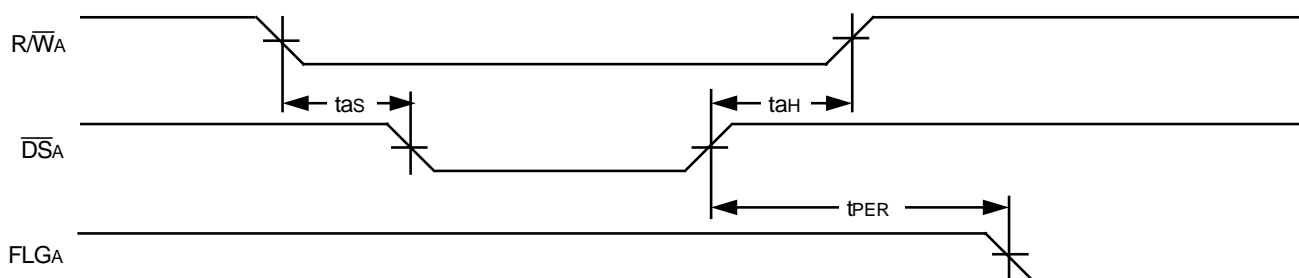 R/W̅A
taS
taH
D̅S̅A
tPER
FLGA